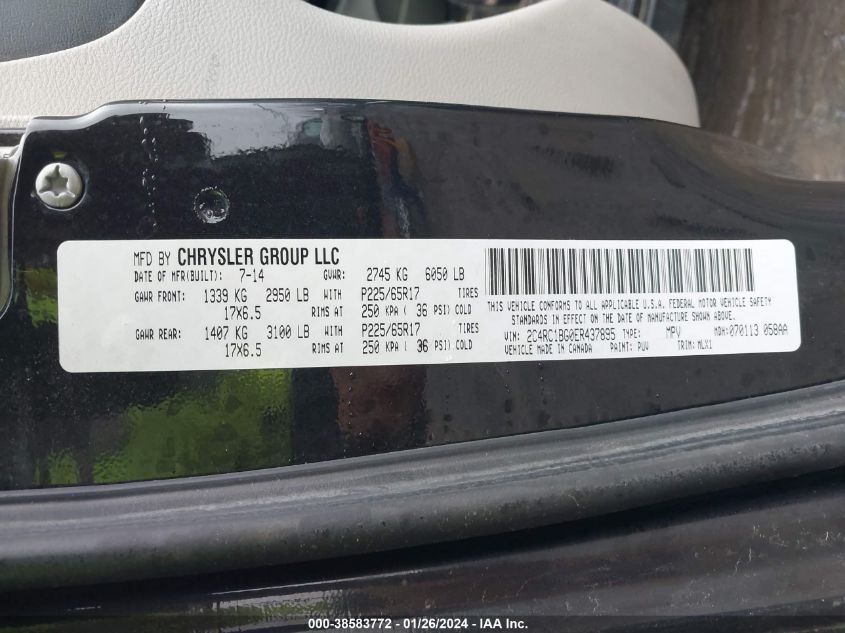 MFD BY CHRYSLER GROUP LLC
DATE OF MFR(BUILT): 7-14 GVWR: 2745 KG 6050 LB
GAWR FRONT: 1339 KG 2950 LB WITH P225/65R17 TIRES
17X6.5 RIMS AT 250 KPA ( 36 PSI) COLD
GAWR REAR: 1407 KG 3100 LB WITH P225/65R17 TIRES
17X6.5 RIMS AT 250 KPA ( 36 PSI) COLD
THIS VEHICLE CONFORMS TO ALL APPLICABLE U.S.A. FEDERAL MOTOR VEHICLE SAFETY
STANDARDS IN EFFECT ON THE DATE OF MANUFACTURE SHOWN ABOVE.
VIN: 2C4RC1BG0ER437895 TYPE: MPV MDH: 070113 058AA
VEHICLE MADE IN CANADA PAINT: PUV TRIM: MLX1
000-38583772 - 01/26/2024 - IAA Inc.